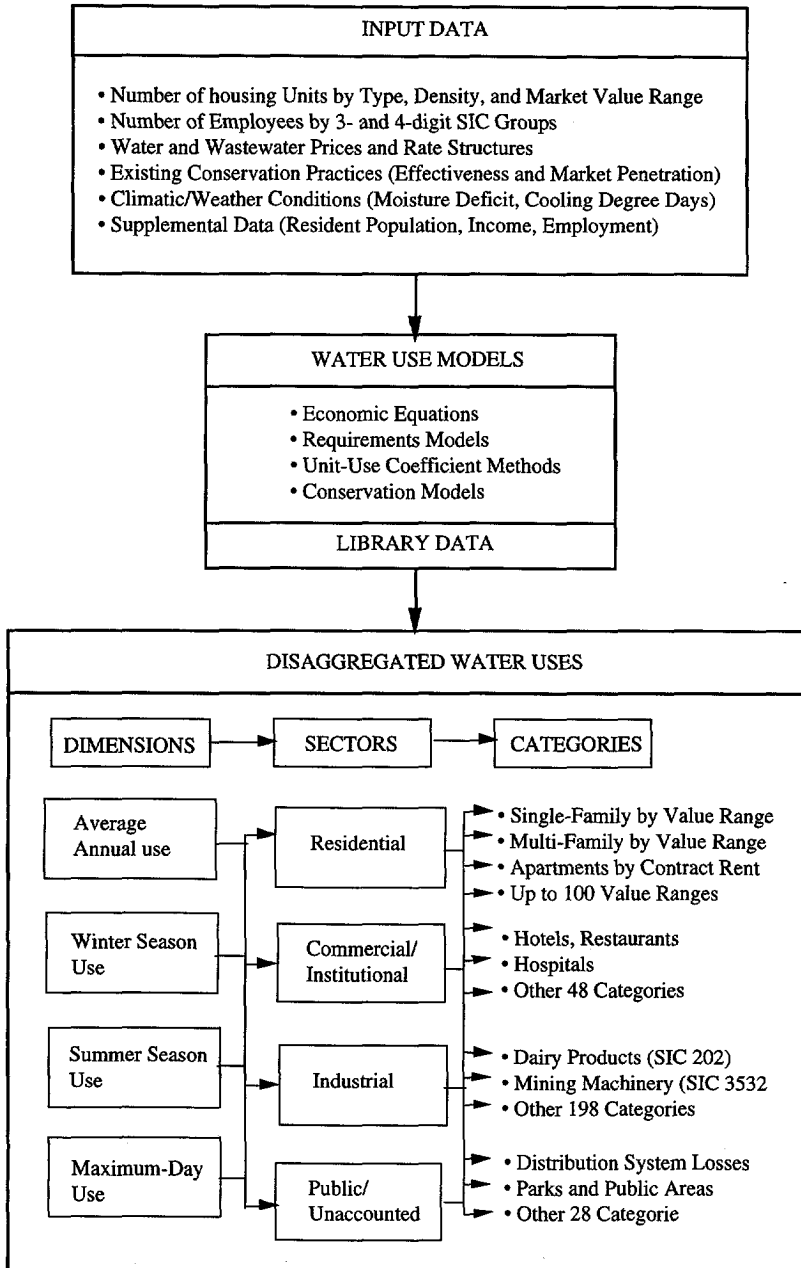 INPUT DATA
• Number of housing Units by Type, Density, and Market Value Range
• Number of Employees by 3- and 4-digit SIC Groups
• Water and Wastewater Prices and Rate Structures
• Existing Conservation Practices (Effectiveness and Market Penetration)
• Climatic/Weather Conditions (Moisture Deficit, Cooling Degree Days)
• Supplemental Data (Resident Population, Income, Employment)
WATER USE MODELS
• Economic Equations
• Requirements Models
• Unit-Use Coefficient Methods
• Conservation Models
LIBRARY DATA
DISAGGREGATED WATER USES
DIMENSIONS
SECTORS
CATEGORIES
Average
Annual use
Winter Season
Use
Summer Season
Use
Maximum-Day
Use
Residential
Commercial/
Institutional
Industrial
Public/
Unaccounted
• Single-Family by Value Range
• Multi-Family by Value Range
• Apartments by Contract Rent
• Up to 100 Value Ranges
• Hotels, Restaurants
• Hospitals
• Other 48 Categories
• Dairy Products (SIC 202)
• Mining Machinery (SIC 3532
• Other 198 Categories
• Distribution System Losses
• Parks and Public Areas
• Other 28 Categorie